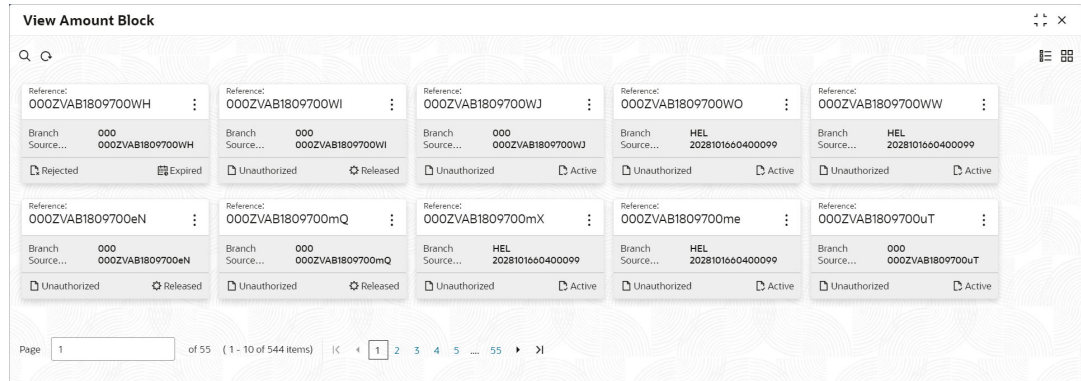 View Amount Block
Reference:
000ZVAB1809700WH
Branch 000
Source... 000ZVAB1809700WH
Rejected Expired
Reference:
000ZVAB1809700WI
Branch 000
Source... 000ZVAB1809700WI
Unauthorized Released
Reference:
000ZVAB1809700WJ
Branch 000
Source... 000ZVAB1809700WJ
Unauthorized Active
Reference:
000ZVAB1809700WO
Branch HEL
Source... 2028101660400099
Unauthorized Active
Reference:
000ZVAB1809700WW
Branch HEL
Source... 2028101660400099
Unauthorized Active
Reference:
000ZVAB1809700eN
Branch 000
Source... 000ZVAB1809700eN
Unauthorized Released
Reference:
000ZVAB1809700mQ
Branch 000
Source... 000ZVAB1809700mQ
Unauthorized Released
Reference:
000ZVAB1809700mX
Branch HEL
Source... 2028101660400099
Unauthorized Active
Reference:
000ZVAB1809700me
Branch HEL
Source... 2028101660400099
Unauthorized Active
Reference:
000ZVAB1809700uT
Branch 000
Source... 000ZVAB1809700uT
Unauthorized Active
Page 1 of 55 ( 1 - 10 of 544 items) 1 2 3 4 5 .... 55